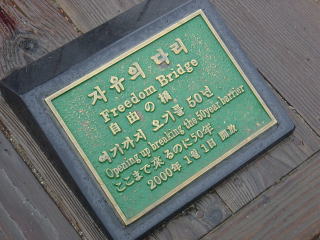 자유의 다리
Freedom Bridge
自由の橋
여기까지 오기를 50년
Opening up breaking the 50year barrier
ここまで来るのに50年
2000年 1月 1日 開放